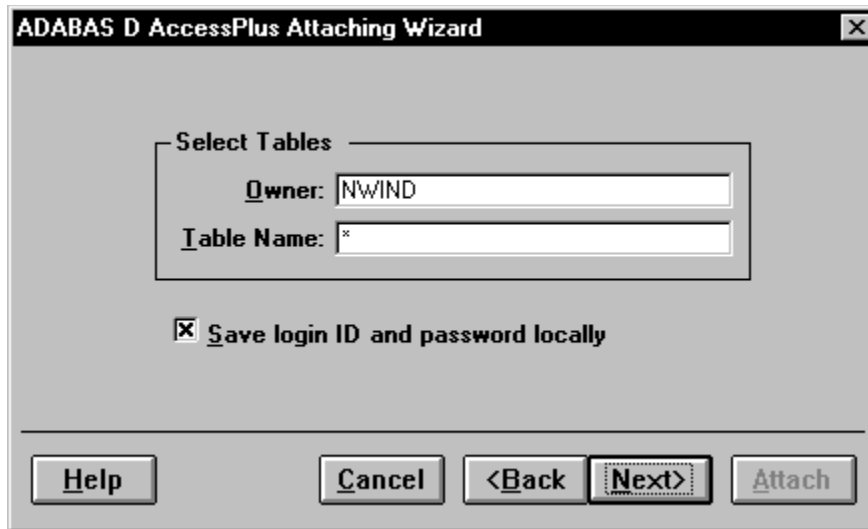 ADABAS D AccessPlus Attaching Wizard
Select Tables
Owner: NWIND
Table Name: *
Save login ID and password locally
Help Cancel <Back Next> Attach